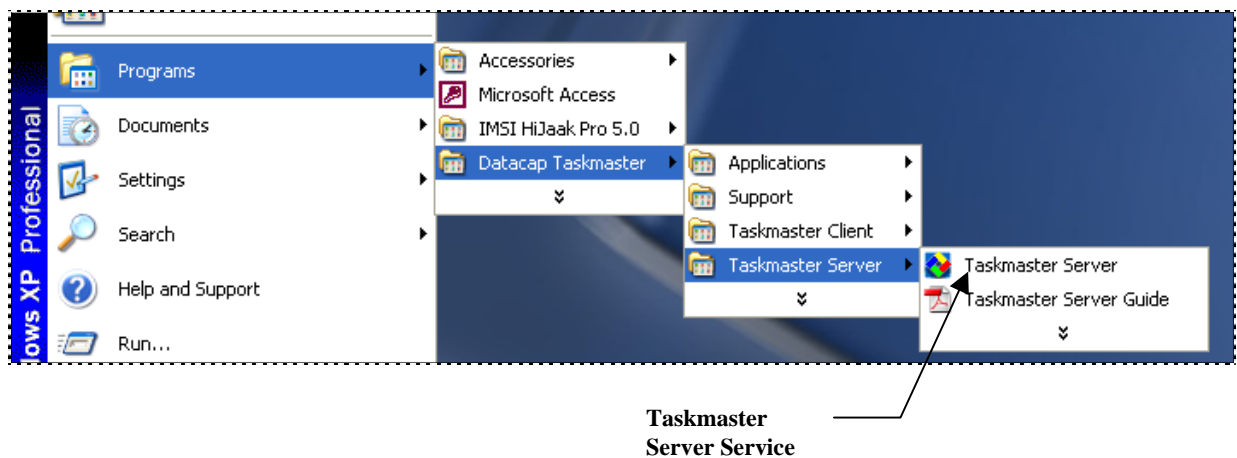 dows XP Professional
Programs
Documents
Settings
Search
Help and Support
Run...
Accessories
Microsoft Access
IMSI HiJaak Pro 5.0
Datacap Taskmaster
Applications
Support
Taskmaster Client
Taskmaster Server
Taskmaster Server
Taskmaster Server Guide
Taskmaster
Server Service